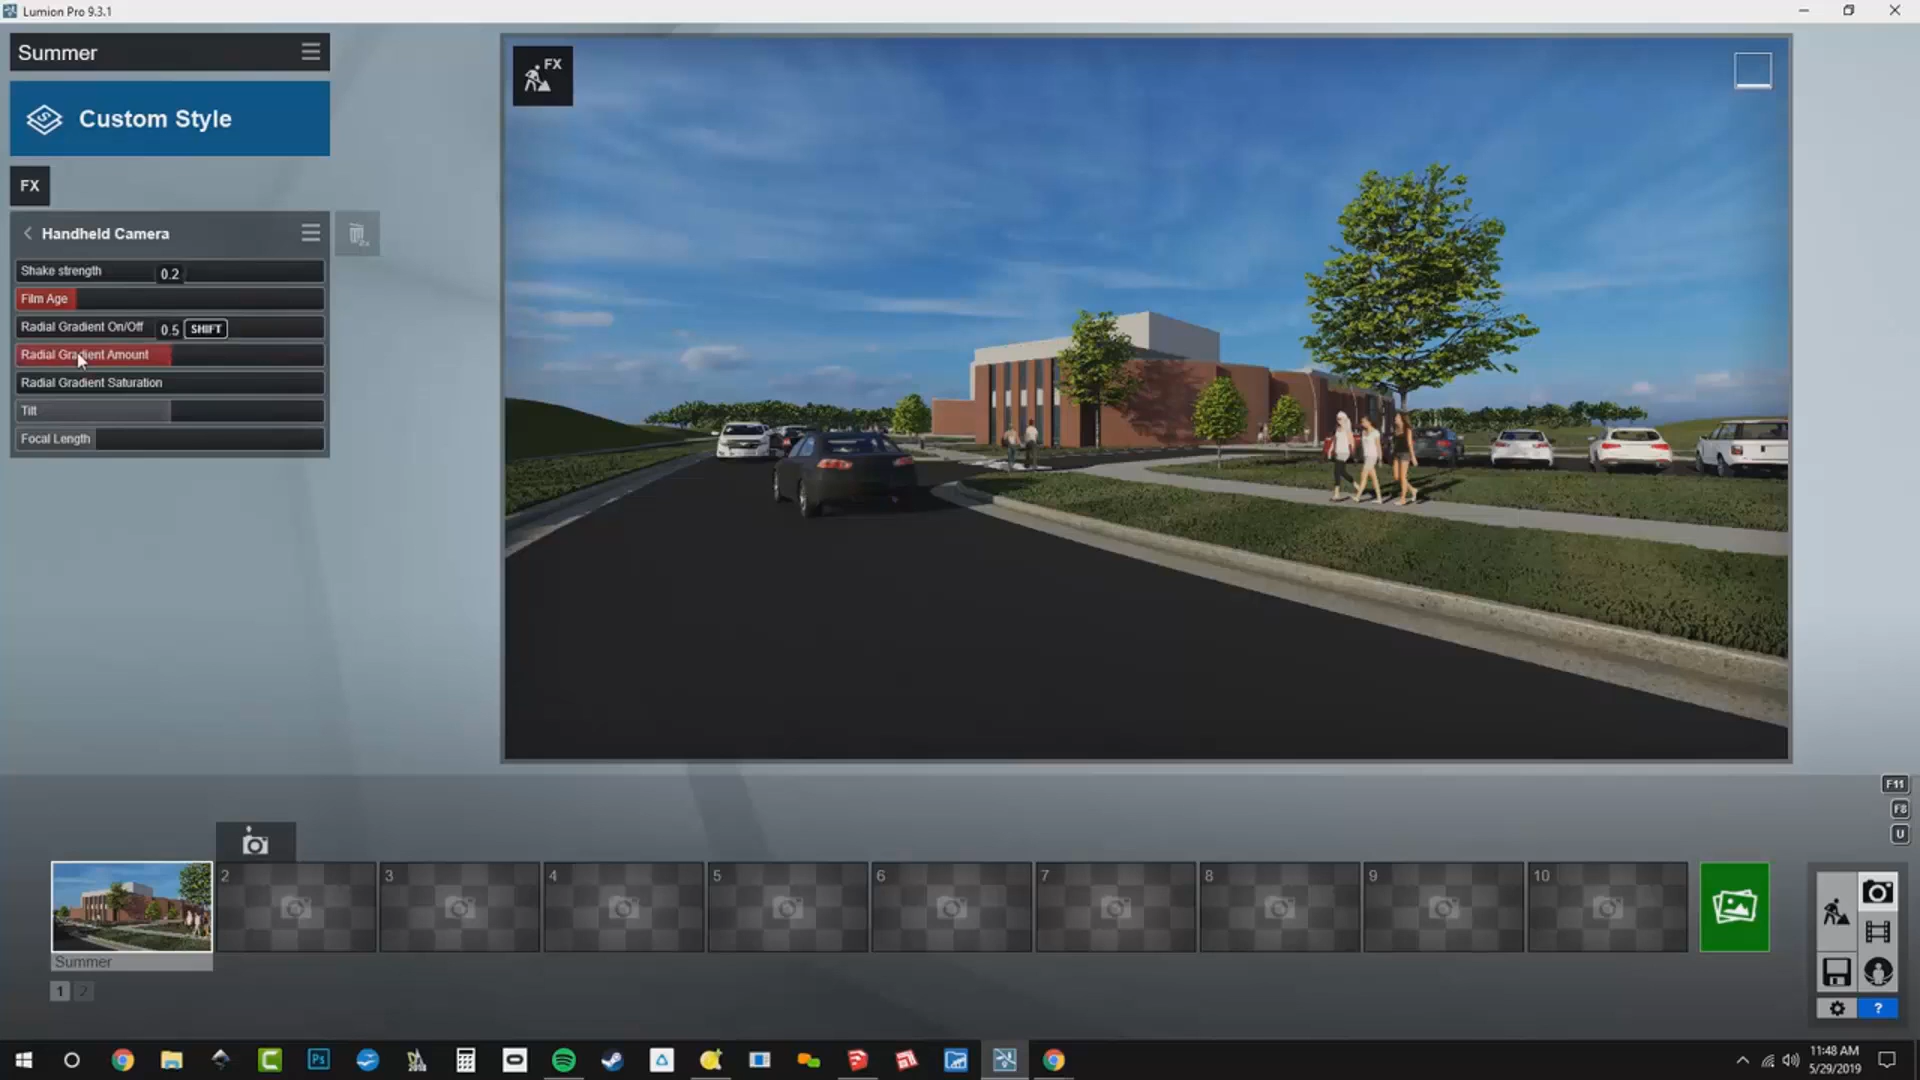 Lumion Pro 9.3.1
Summer
Custom Style
FX
FX
Handheld Camera
2x
Shake strength 0.2
Film Age
Radial Gradient On/Off 0.5 SHIFT
Radial Gradient Amount
Radial Gradient Saturation
Tilt
Focal Length
F11
F8
U
2 3 4 5 6 7 8 9 10
Summer
1 2
?
Ps
11:48 AM
5/29/2019